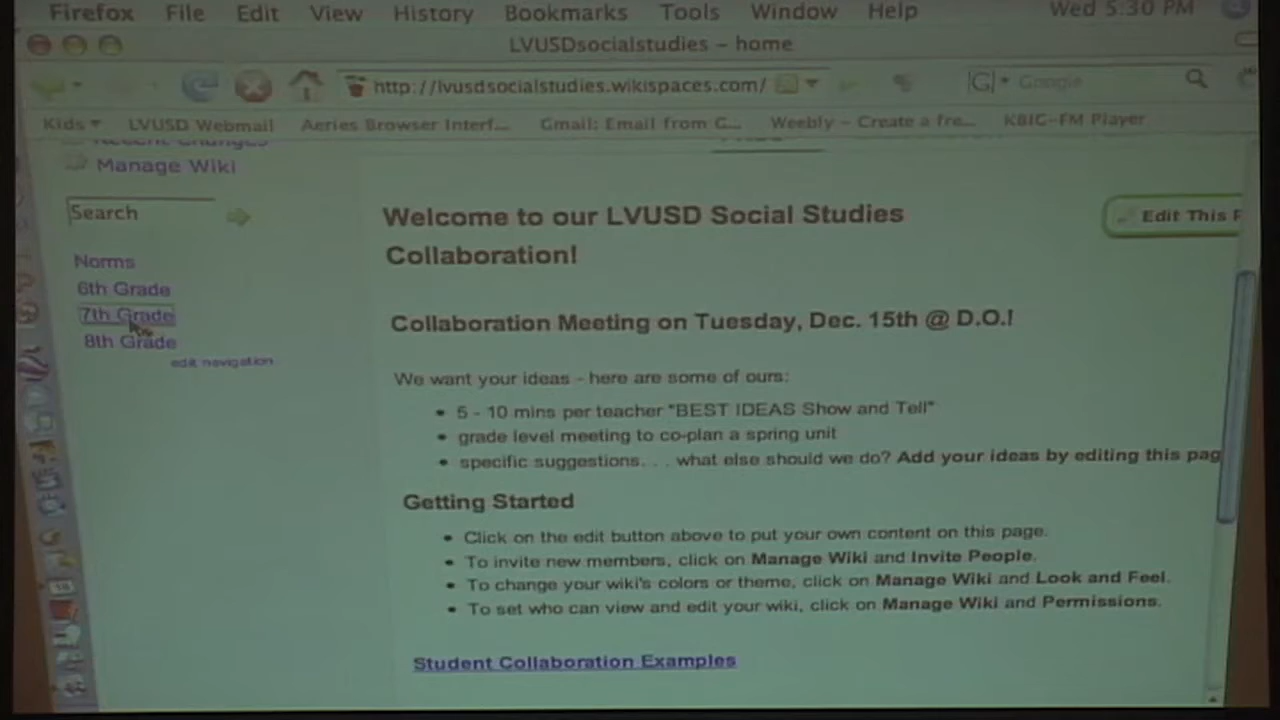 Firefox File Edit View History Bookmarks Tools Window Help Wed 5:30 PM
LVUSDsocialstudies – home
http://lvusdsocialstudies.wikispaces.com/ G Google
Kids LVUSD Webmail Aeries Browser Interf... Gmail: Email from G... Weebly – Create a fre... KBIG-FM Player
Recent Changes
Manage Wiki
Search
Norms
6th Grade
7th Grade
8th Grade
edit navigation
Edit This P
Welcome to our LVUSD Social Studies
Collaboration!
Collaboration Meeting on Tuesday, Dec. 15th @ D.O.!
We want your ideas - here are some of ours:
5 - 10 mins per teacher "BEST IDEAS Show and Tell"
grade level meeting to co-plan a spring unit
specific suggestions. . . what else should we do? Add your ideas by editing this pag
Getting Started
Click on the edit button above to put your own content on this page.
To invite new members, click on Manage Wiki and Invite People.
To change your wiki's colors or theme, click on Manage Wiki and Look and Feel.
To set who can view and edit your wiki, click on Manage Wiki and Permissions.
Student Collaboration Examples